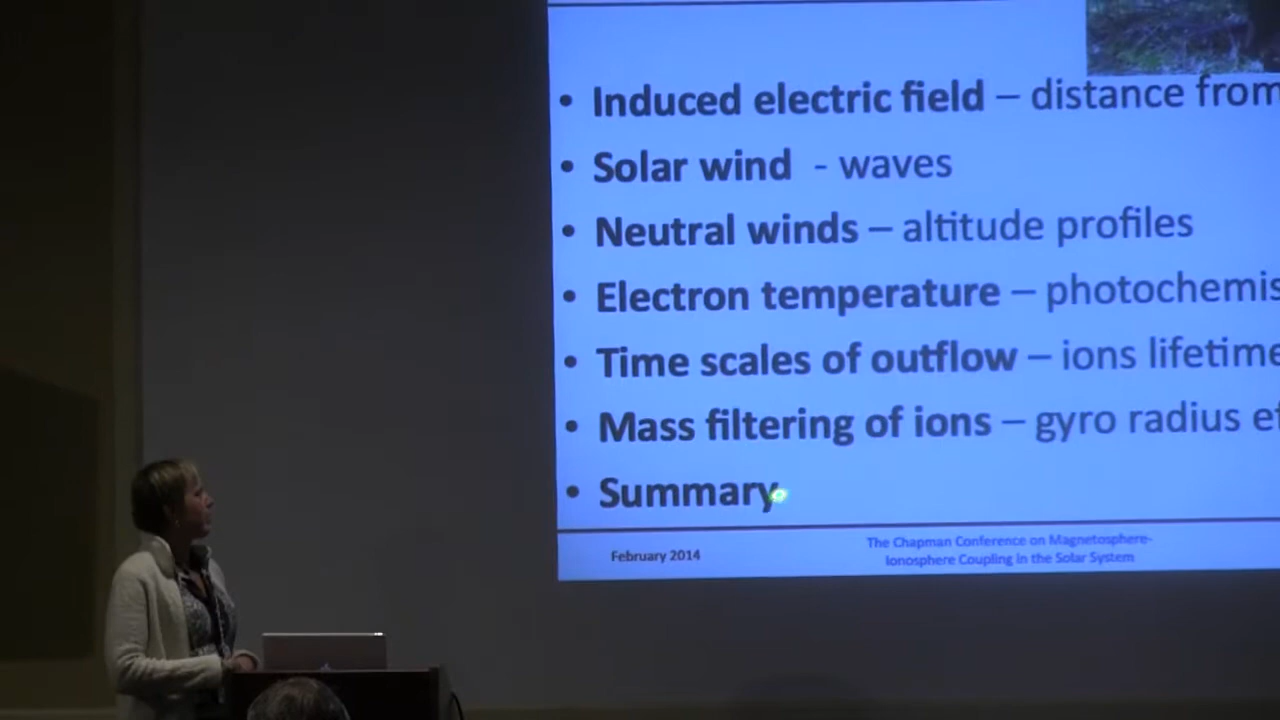 • Induced electric field – distance from
• Solar wind - waves
• Neutral winds – altitude profiles
• Electron temperature – photochemis
• Time scales of outflow – ions lifetime
• Mass filtering of ions – gyro radius ef
• Summary
February 2014
The Chapman Conference on Magnetosphere-
Ionosphere Coupling in the Solar System